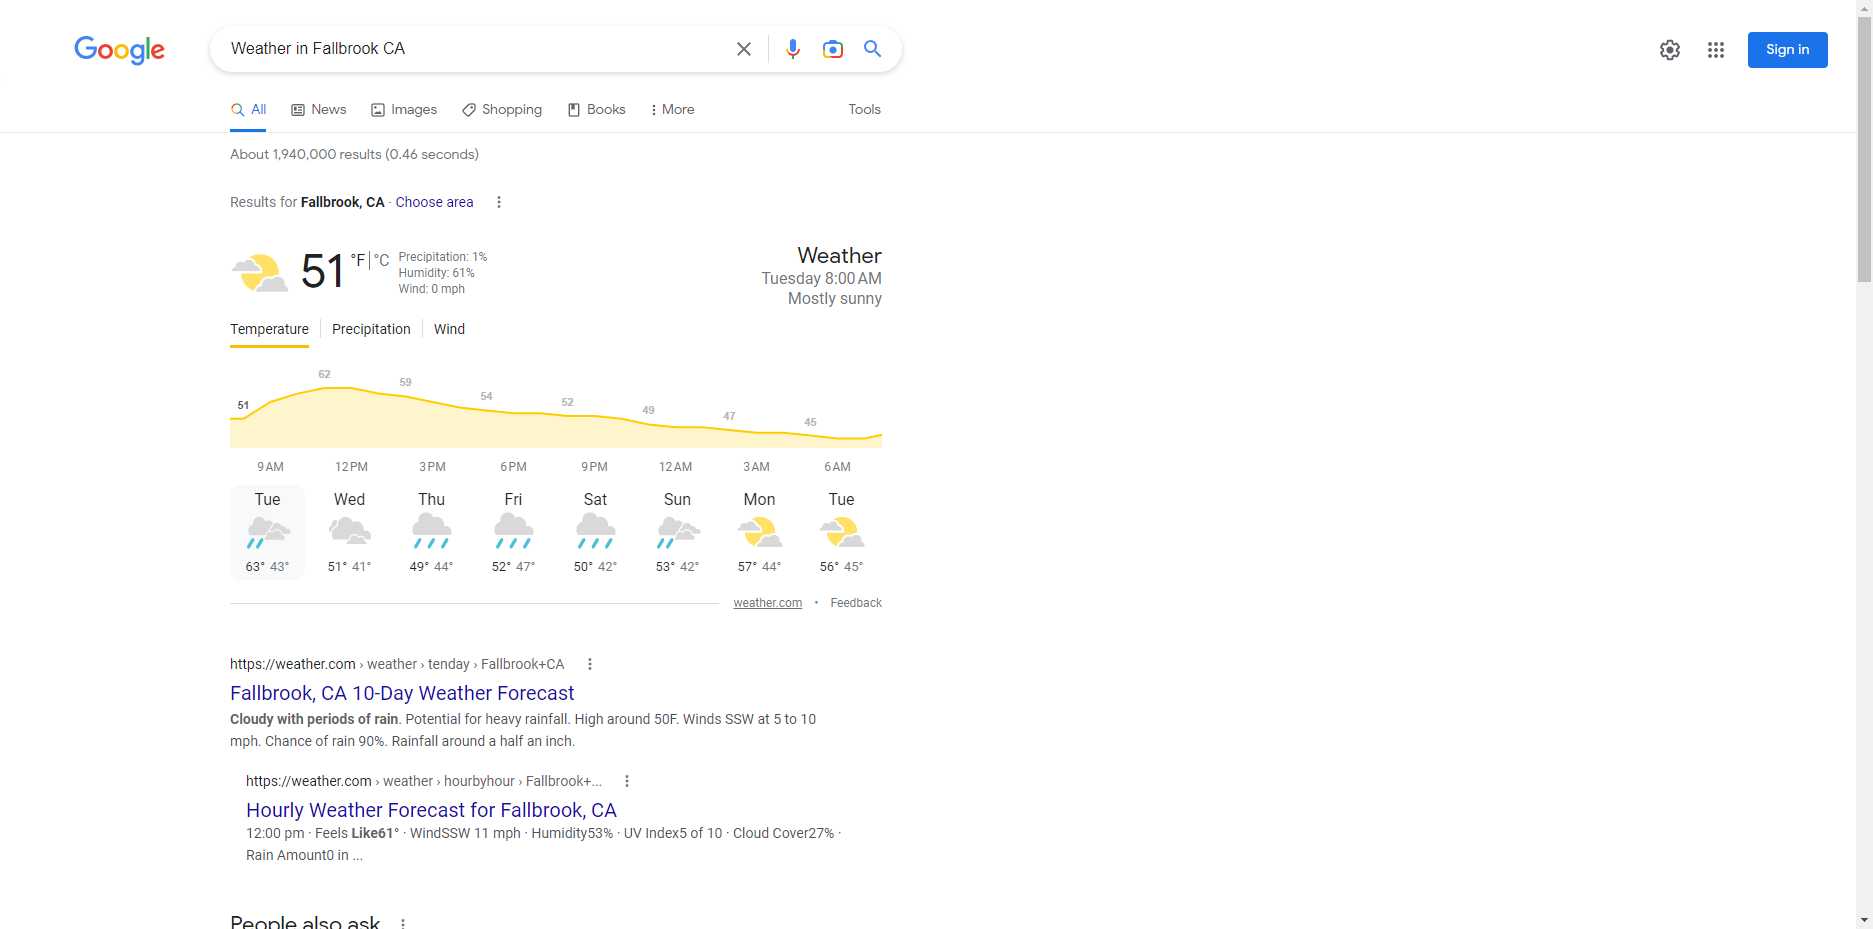 Google
Weather in Fallbrook CA
Sign in
All News Images Shopping Books More Tools
About 1,940,000 results (0.46 seconds)
Results for Fallbrook, CA · Choose area
51 °F | °C
Precipitation: 1%
Humidity: 61%
Wind: 0 mph
Weather
Tuesday 8:00 AM
Mostly sunny
Temperature Precipitation Wind
51 62 59 54 52 49 47 45
9 AM 12 PM 3 PM 6 PM 9 PM 12 AM 3 AM 6 AM
Tue Wed Thu Fri Sat Sun Mon Tue
63° 43° 51° 41° 49° 44° 52° 47° 50° 42° 53° 42° 57° 44° 56° 45°
weather.com • Feedback
https://weather.com › weather › tenday › Fallbrook+CA
Fallbrook, CA 10-Day Weather Forecast
Cloudy with periods of rain. Potential for heavy rainfall. High around 50F. Winds SSW at 5 to 10
mph. Chance of rain 90%. Rainfall around a half an inch.
https://weather.com › weather › hourbyhour › Fallbrook+...
Hourly Weather Forecast for Fallbrook, CA
12:00 pm · Feels Like61° · WindSSW 11 mph · Humidity53% · UV Index5 of 10 · Cloud Cover27% ·
Rain Amount0 in ...
People also ask